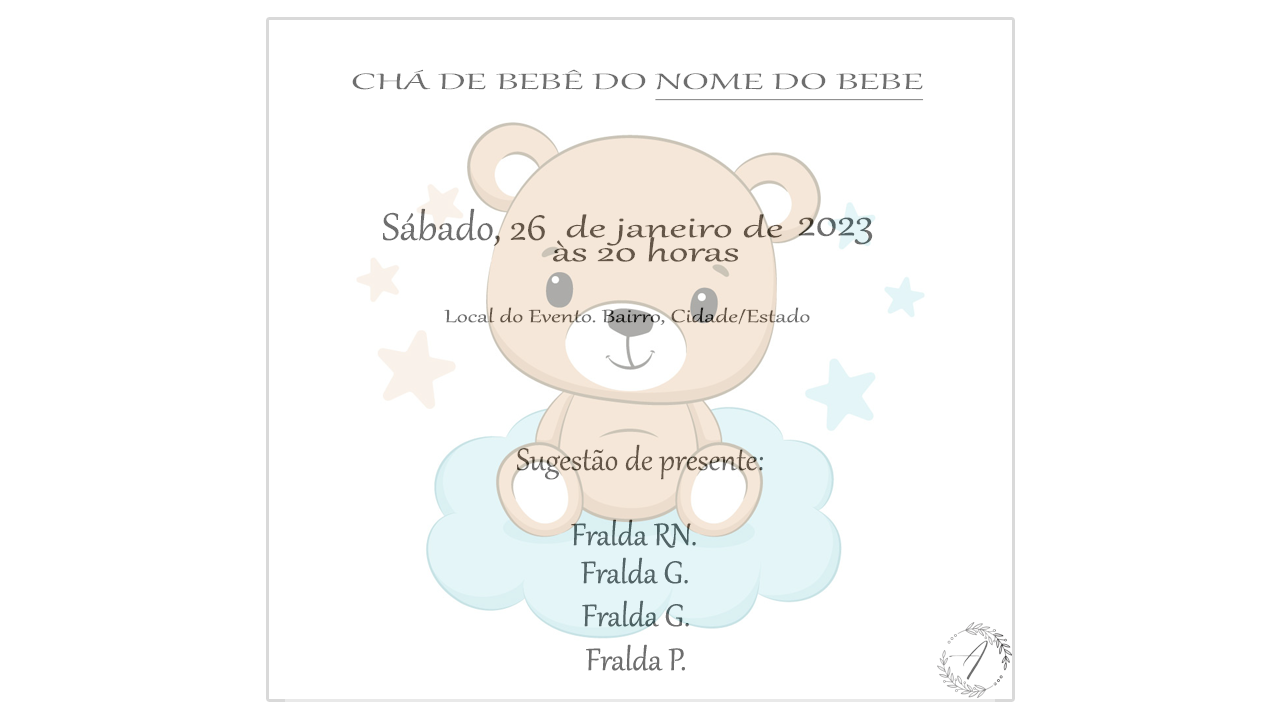 CHÁ DE BEBÊ DO NOME DO BEBE
Sábado, 26 de janeiro de 2023
às 20 horas
Local do Evento. Bairro, Cidade/Estado
Sugestão de presente:
Fralda RN.
Fralda G.
Fralda G.
Fralda P.
A